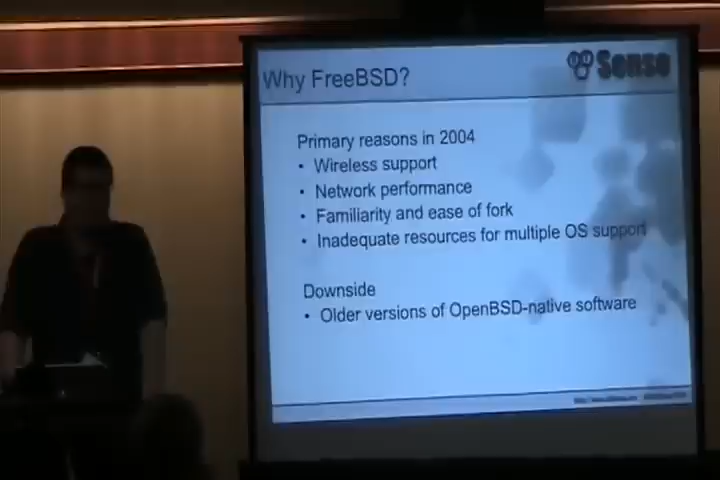 Why FreeBSD?
Sense
Primary reasons in 2004
• Wireless support
• Network performance
• Familiarity and ease of fork
• Inadequate resources for multiple OS support
Downside
• Older versions of OpenBSD-native software